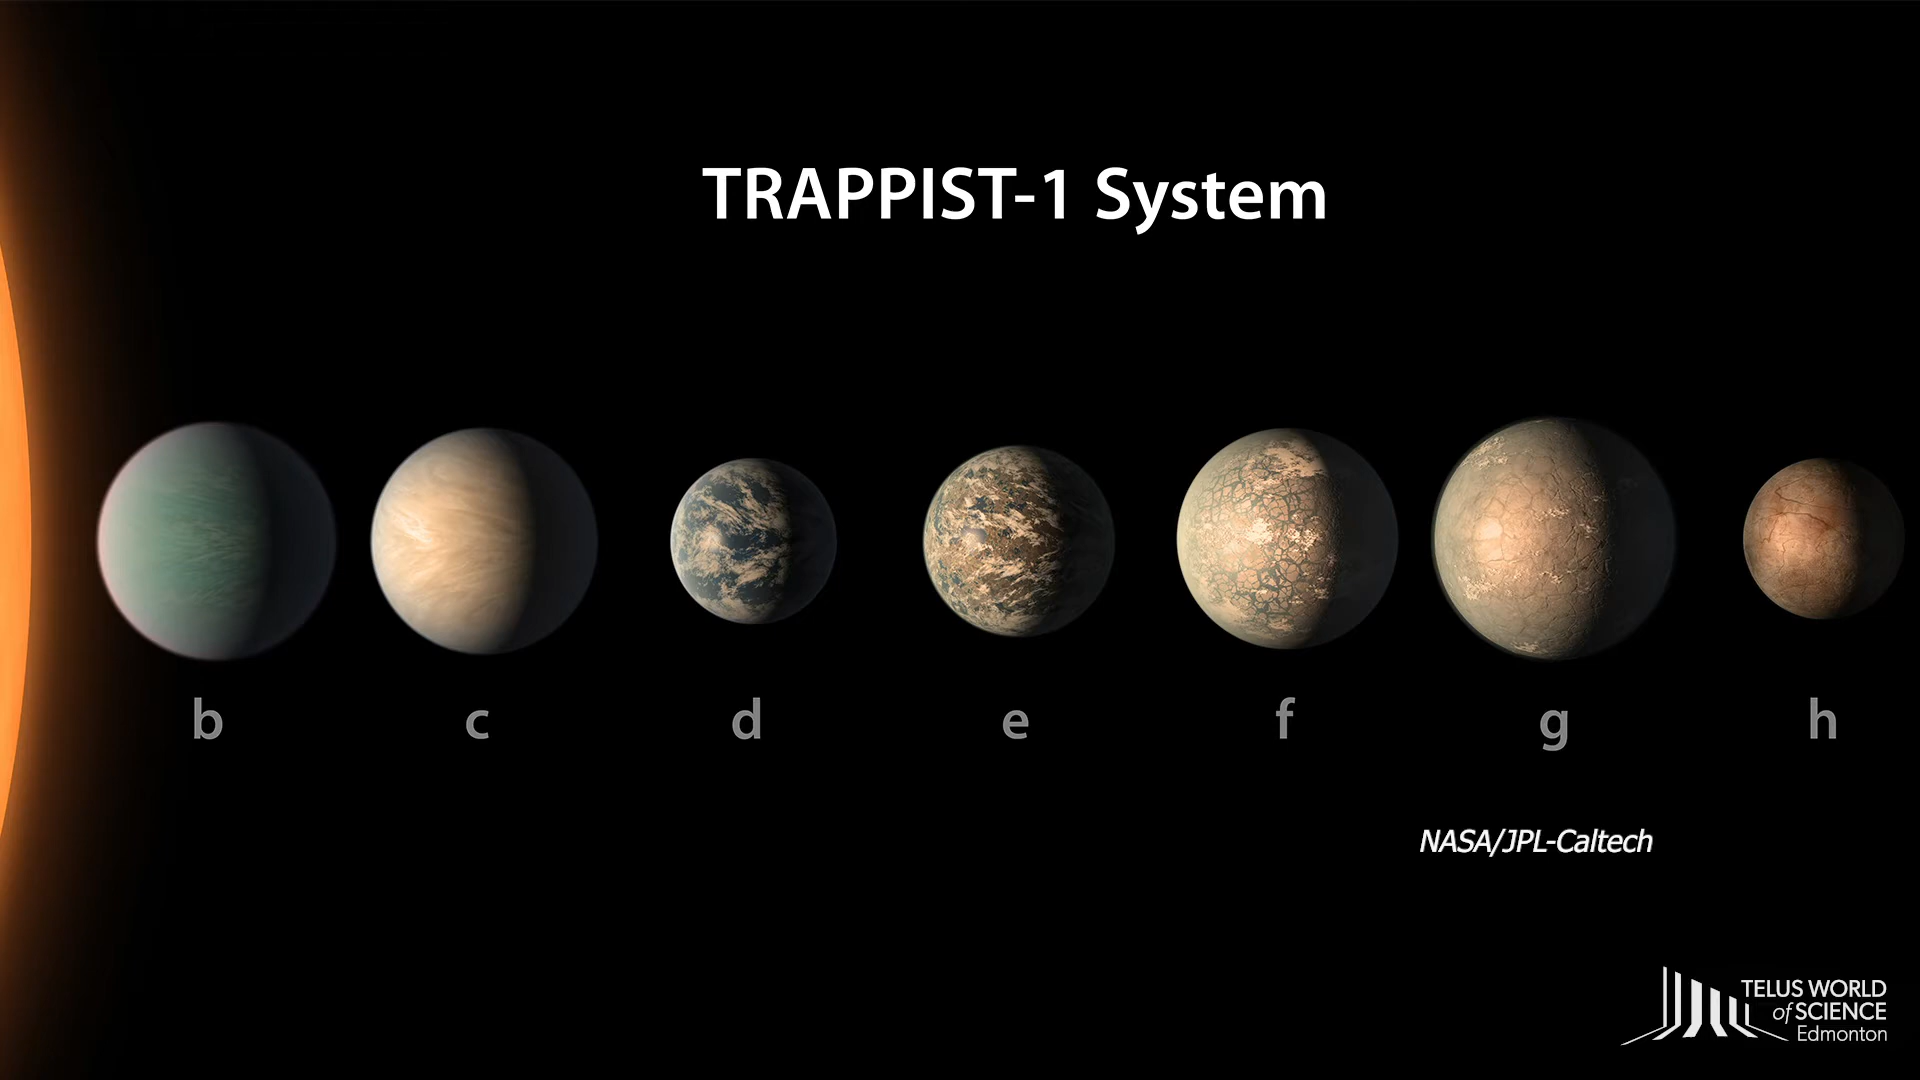 TRAPPIST-1 System
b c d e f g h
NASA/JPL-Caltech
TELUS WORLD
of SCIENCE
Edmonton